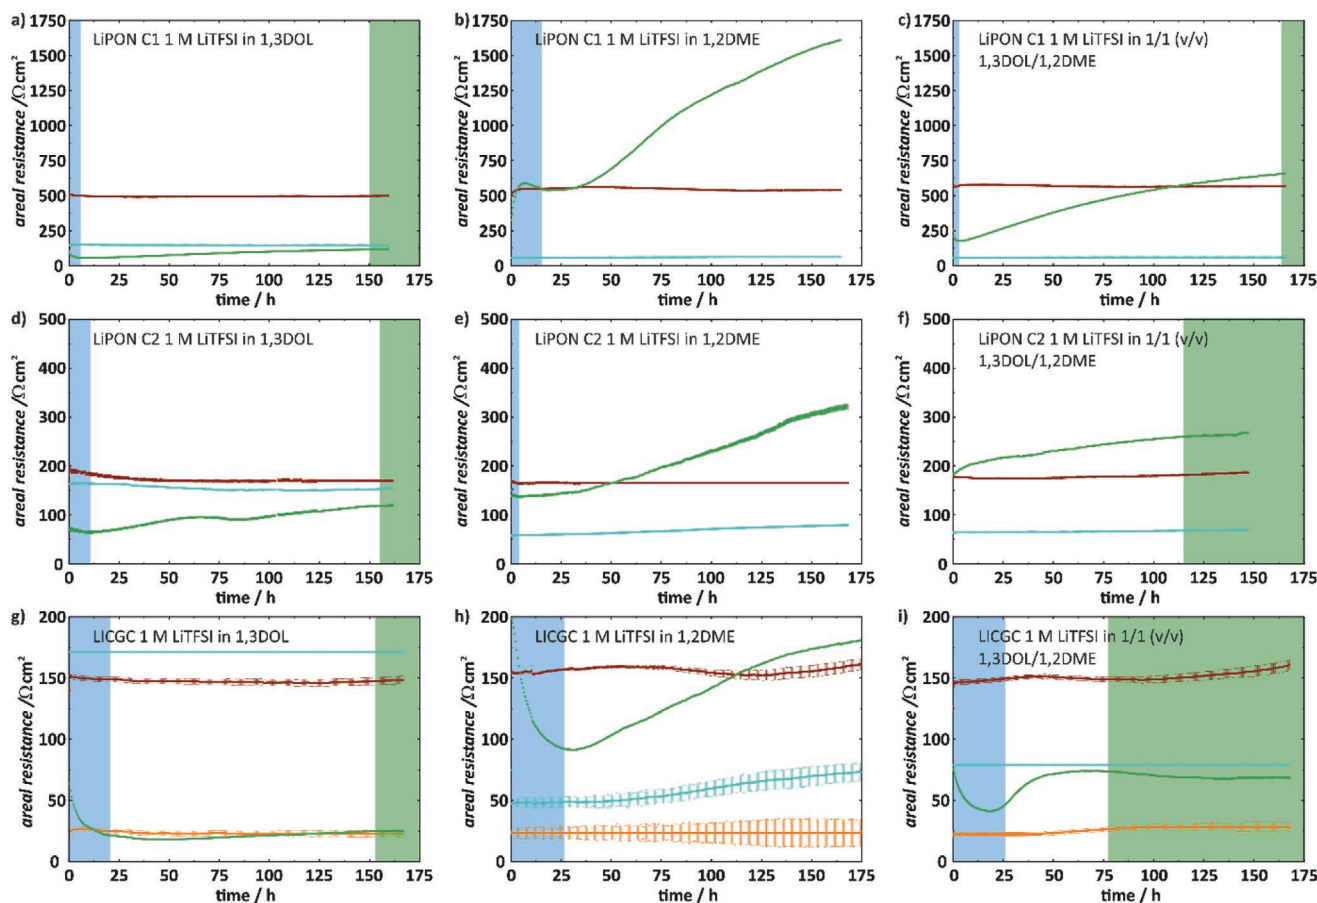 a)
LiPON C1 1 M LiTFSI in 1,3DOL
areal resistance /Ωcm²
1750
1500
1250
1000
750
500
250
0
0 25 50 75 100 125 150 175
time / h
b)
LiPON C1 1 M LiTFSI in 1,2DME
areal resistance /Ωcm²
1750
1500
1250
1000
750
500
250
0
0 25 50 75 100 125 150 175
time / h
c)
LiPON C1 1 M LiTFSI in 1/1 (v/v)
1,3DOL/1,2DME
areal resistance /Ωcm²
1750
1500
1250
1000
750
500
250
0
0 25 50 75 100 125 150 175
time / h
d)
LiPON C2 1 M LiTFSI in 1,3DOL
areal resistance /Ωcm²
500
400
300
200
100
0
0 25 50 75 100 125 150 175
time / h
e)
LiPON C2 1 M LiTFSI in 1,2DME
areal resistance /Ωcm²
500
400
300
200
100
0
0 25 50 75 100 125 150 175
time / h
f)
LiPON C2 1 M LiTFSI in 1/1 (v/v)
1,3DOL/1,2DME
areal resistance /Ωcm²
500
400
300
200
100
0
0 25 50 75 100 125 150 175
time / h
g)
LICGC 1 M LiTFSI in 1,3DOL
areal resistance /Ωcm²
200
150
100
50
0
0 25 50 75 100 125 150 175
time / h
h)
LICGC 1 M LiTFSI in 1,2DME
areal resistance /Ωcm²
200
150
100
50
0
0 25 50 75 100 125 150 175
time / h
i)
LICGC 1 M LiTFSI in 1/1 (v/v)
1,3DOL/1,2DME
areal resistance /Ωcm²
200
150
100
50
0
0 25 50 75 100 125 150 175
time / h